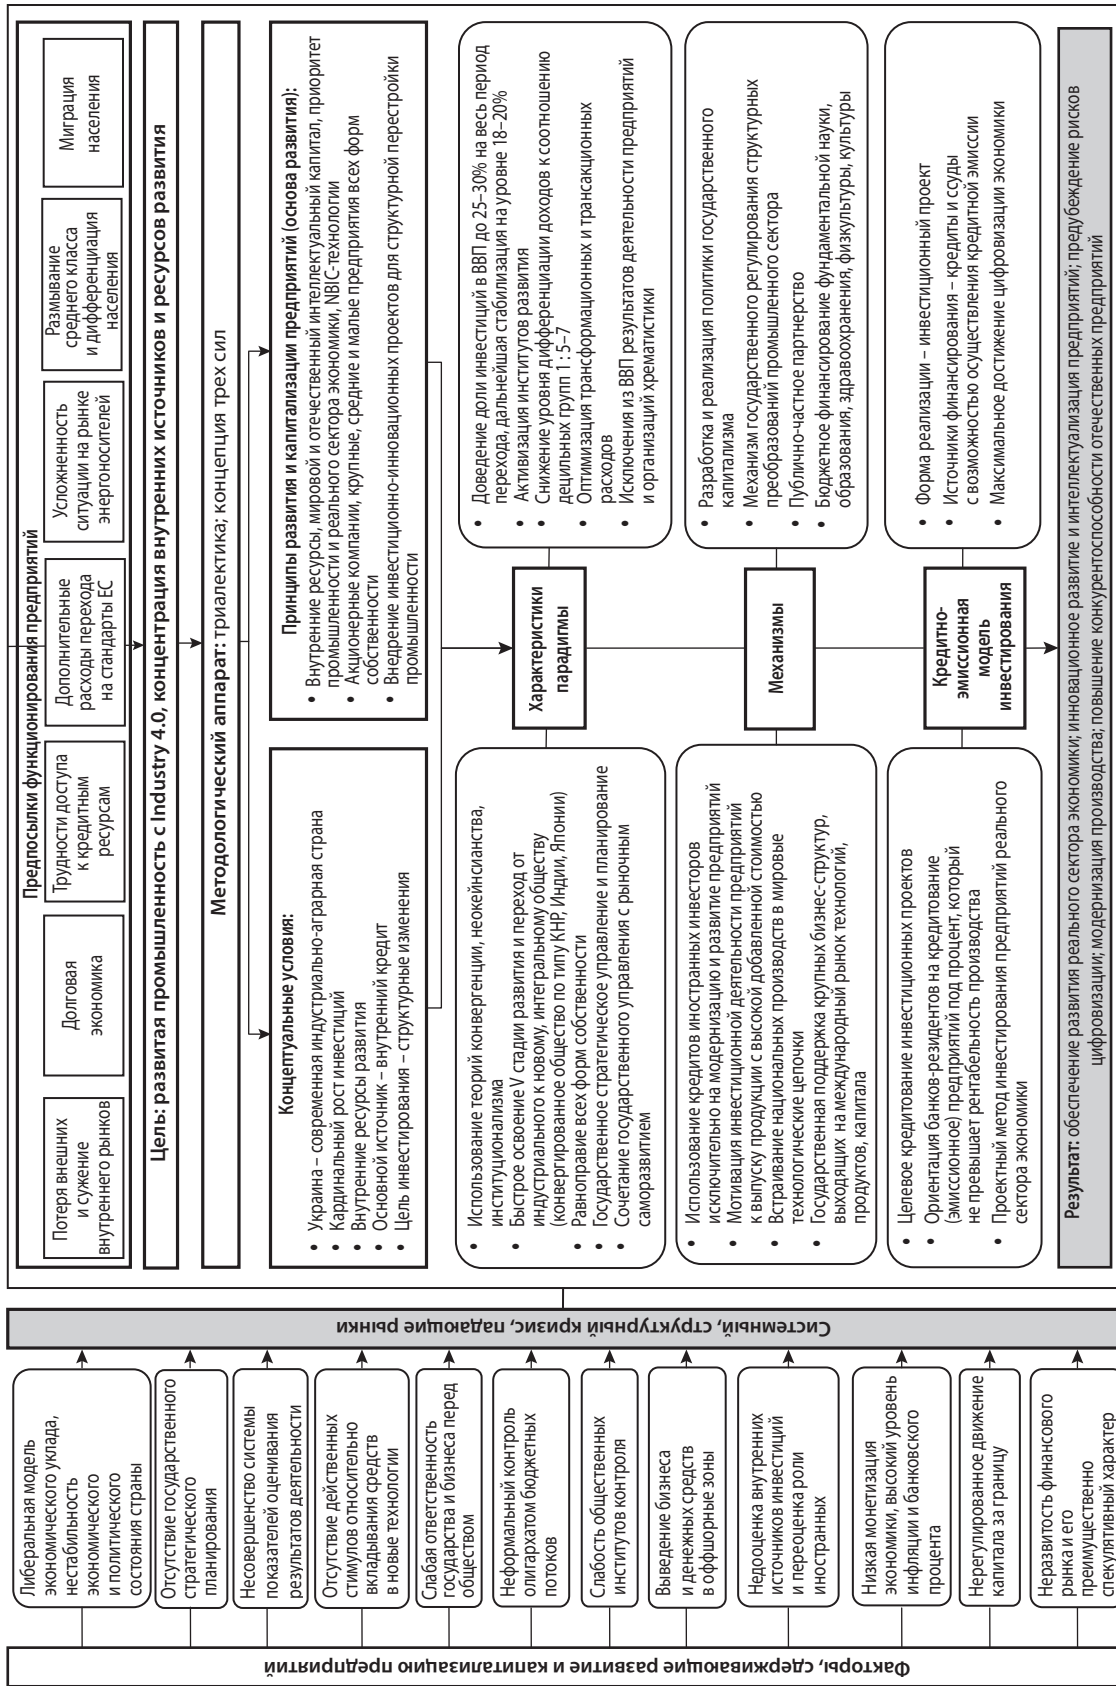 Факторы, сдерживающие развитие и капитализацию предприятий
Либеральная модель
экономического уклада,
нестабильность
экономического
и политического
состояния страны
Отсутствие государственного
стратегического
планирования
Несовершенство системы
показателей оценивания
результатов деятельности
Отсутствие действенных
стимулов относительно
вкладывания средств
в новые технологии
Слабая ответственность
государства и бизнеса перед
обществом
Неформальный контроль
олигархатом бюджетных
потоков
Слабость общественных
институтов контроля
Выведение бизнеса
и денежных средств
в оффшорные зоны
Недооценка внутренних
источников инвестиций
и переоценка роли
иностранных
Низкая монетизация
экономики, высокий уровень
инфляции и банковского
процента
Нерегулированное движение
капитала за границу
Неразвитость финансового
рынка и его
преимущественно
спекулятивный характер
Системный, структурный кризис, падающие рынки
Предпосылки функционирования предприятий
Потеря внешних
и сужение
внутреннего рынков
Долговая
экономика
Трудности доступа
к кредитным
ресурсам
Дополнительные
расходы перехода
на стандарты ЕС
Усложненность
ситуации на рынке
энергоносителей
Размывание
среднего класса
и дифференциация
населения
Миграция
населения
Цель: развитая промышленность с Industry 4.0, концентрация внутренних источников и ресурсов развития
Методологический аппарат: триалектика; концепция трех сил
Концептуальные условия:
• Украина – современная индустриально-аграрная страна
• Кардинальный рост инвестиций
• Внутренние ресурсы развития
• Основной источник – внутренний кредит
• Цель инвестирования – структурные изменения
Принципы развития и капитализации предприятий (основа развития):
• Внутренние ресурсы, мировой и отечественный интеллектуальный капитал, приоритет
промышленности и реального сектора экономики, NBIC-технологии
• Акционерные компании, крупные, средние и малые предприятия всех форм
собственности
• Внедрение инвестиционно-инновационных проектов для структурной перестройки
промышленности
• Использование теорий конвергенции, неокейнсианства,
институционализма
• Быстрое освоение V стадии развития и переход от
индустриального к новому, интегральному обществу
(конвергированное общество по типу КНР, Индии, Японии)
• Равноправие всех форм собственности
• Государственное стратегическое управление и планирование
• Сочетание государственного управления с рыночным
саморазвитием
Характеристики
парадигмы
• Доведение доли инвестиций в ВВП до 25–30% на весь период
перехода, дальнейшая стабилизация на уровне 18–20%
• Активизация институтов развития
• Снижение уровня дифференциации доходов к соотношению
децильных групп 1 : 5–7
• Оптимизация трансформационных и трансакционных
расходов
• Исключения из ВВП результатов деятельности предприятий
и организаций хрематистики
• Использование кредитов иностранных инвесторов
исключительно на модернизацию и развитие предприятий
• Мотивация инвестиционной деятельности предприятий
к выпуску продукции с высокой добавленной стоимостью
• Встраивание национальных производств в мировые
технологические цепочки
• Государственная поддержка крупных бизнес-структур,
выходящих на международный рынок технологий,
продуктов, капитала
Механизмы
• Разработка и реализация политики государственного
капитализма
• Механизм государственного регулирования структурных
преобразований промышленного сектора
• Публично-частное партнерство
• Бюджетное финансирование фундаментальной науки,
образования, здравоохранения, физкультуры, культуры
• Целевое кредитование инвестиционных проектов
• Ориентация банков-резидентов на кредитование
(эмиссионное) предприятий под процент, который
не превышает рентабельность производства
• Проектный метод инвестирования предприятий реального
сектора экономики
Кредитно-
эмиссионная
модель
инвестирования
• Форма реализации – инвестиционный проект
• Источники финансирования – кредиты и ссуды
с возможностью осуществления кредитной эмиссии
• Максимальное достижение цифровизации экономики
Результат: обеспечение развития реального сектора экономики; инновационное развитие и интеллектуализация предприятий; предубеждение рисков
цифровизации; модернизация производства; повышение конкурентоспособности отечественных предприятий